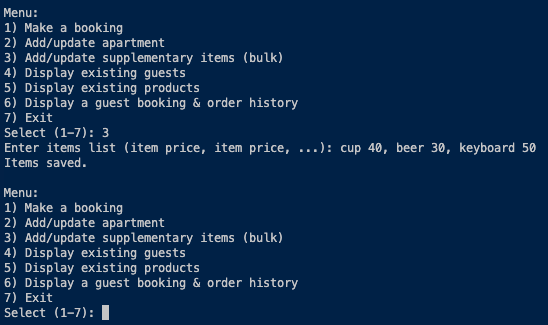 Menu:
1) Make a booking
2) Add/update apartment
3) Add/update supplementary items (bulk)
4) Display existing guests
5) Display existing products
6) Display a guest booking & order history
7) Exit
Select (1-7): 3
Enter items list (item price, item price, ...): cup 40, beer 30, keyboard 50
Items saved.

Menu:
1) Make a booking
2) Add/update apartment
3) Add/update supplementary items (bulk)
4) Display existing guests
5) Display existing products
6) Display a guest booking & order history
7) Exit
Select (1-7):